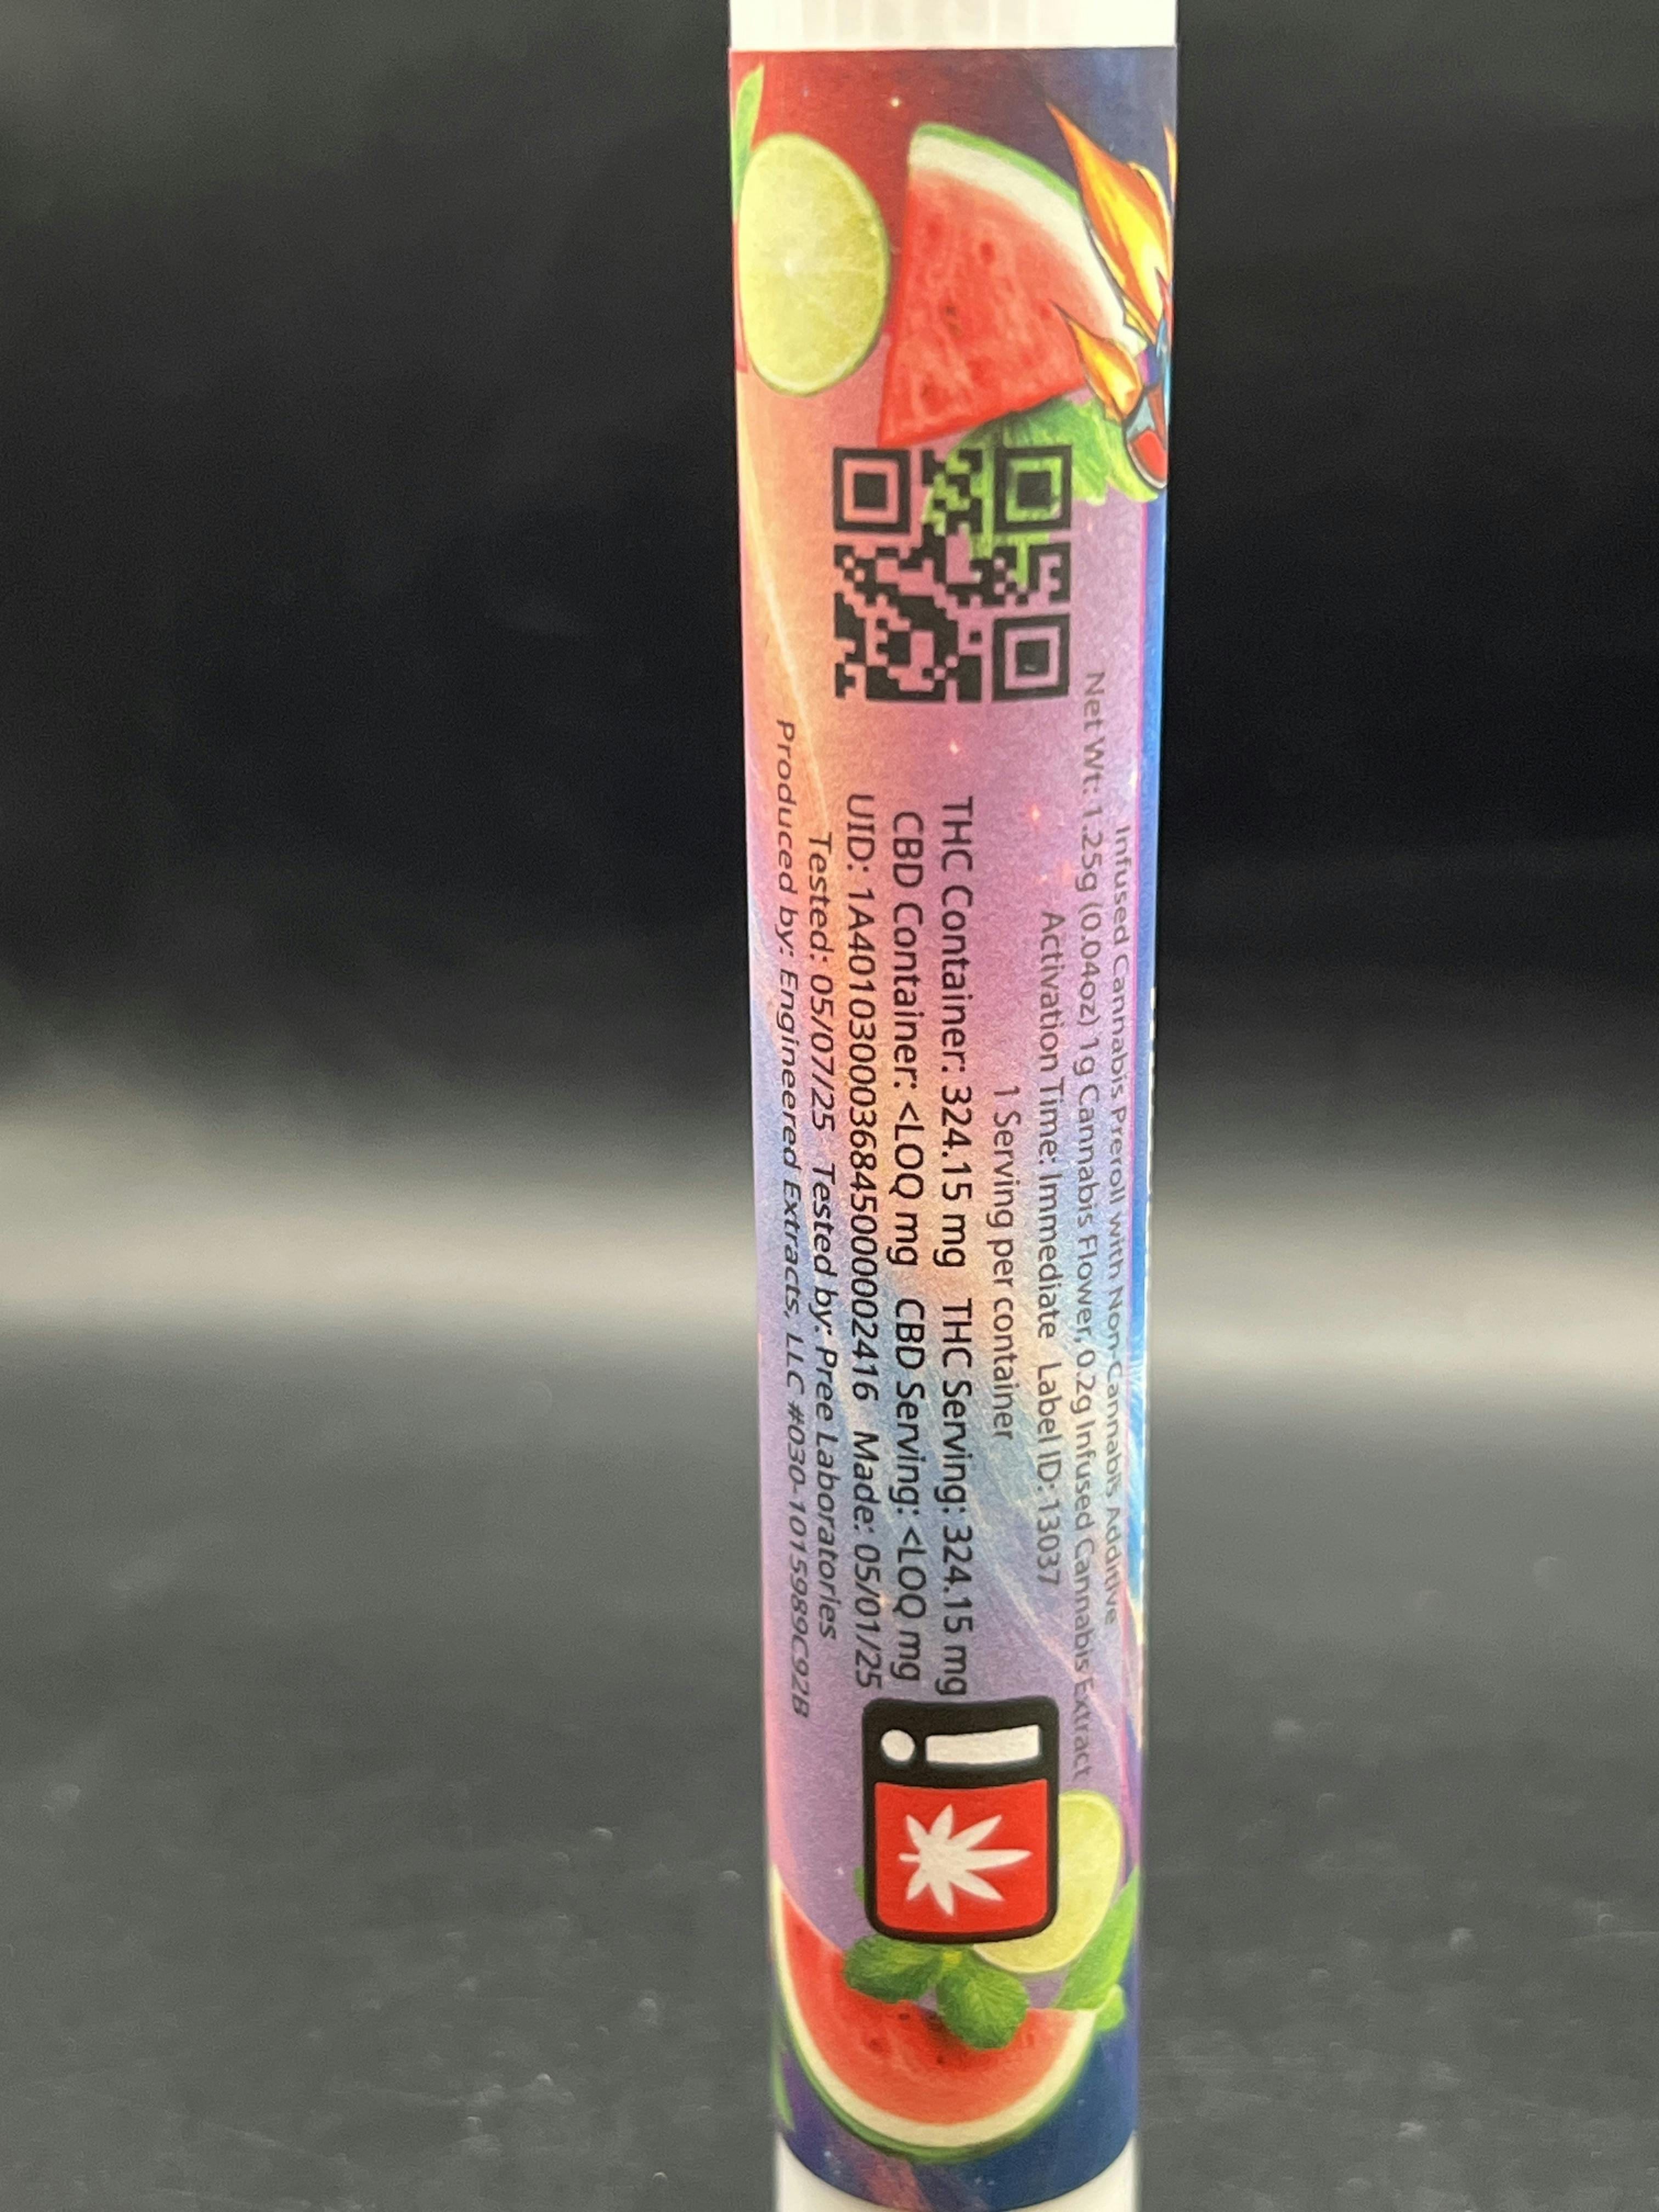 Infused Cannabis Preroll with Non-Cannabis Additive
Net Wt: 1.25g (0.04oz) 1g Cannabis Flower, 0.2g Infused Cannabis Extract
Activation Time: Immediate Label ID: 13037
1 Serving per container
THC Container: 324.15 mg THC Serving: 324.15 mg
CBD Container: <LOQ mg CBD Serving: <LOQ mg
UID: 1A4010300036845000002416 Made: 05/01/25
Tested: 05/07/25 Tested by: Pree Laboratories
Produced by: Engineered Extracts, LLC #030-1015989C92B